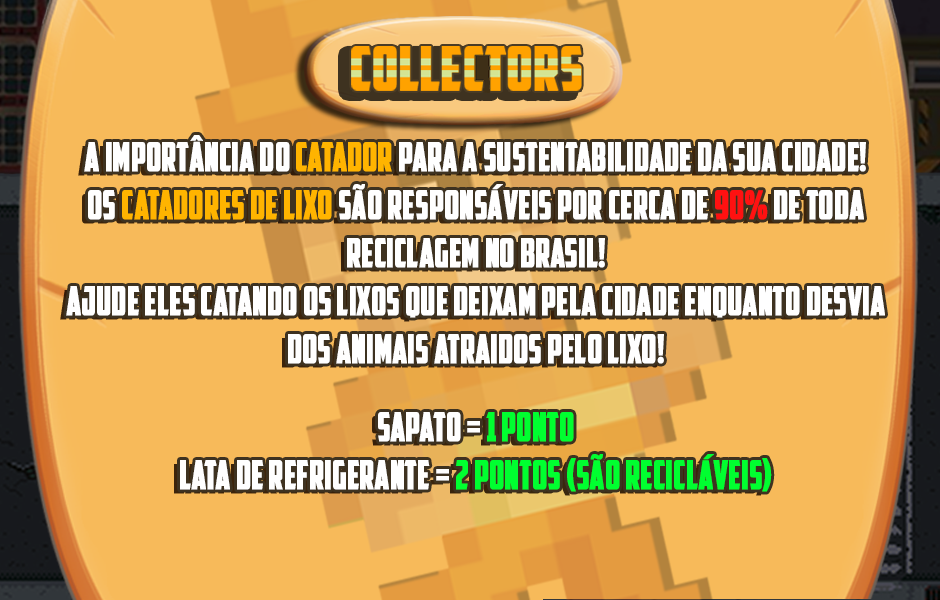 COLLECTORS
A IMPORTÂNCIA DO CATADOR PARA A SUSTENTABILIDADE DA SUA CIDADE!
OS CATADORES DE LIXO SÃO RESPONSÁVEIS POR CERCA DE 90% DE TODA
RECICLAGEM NO BRASIL!
AJUDE ELES CATANDO OS LIXOS QUE DEIXAM PELA CIDADE ENQUANTO DESVIA
DOS ANIMAIS ATRAIDOS PELO LIXO!
SAPATO = 1 PONTO
LATA DE REFRIGERANTE = 2 PONTOS (SÃO RECICLÁVEIS)